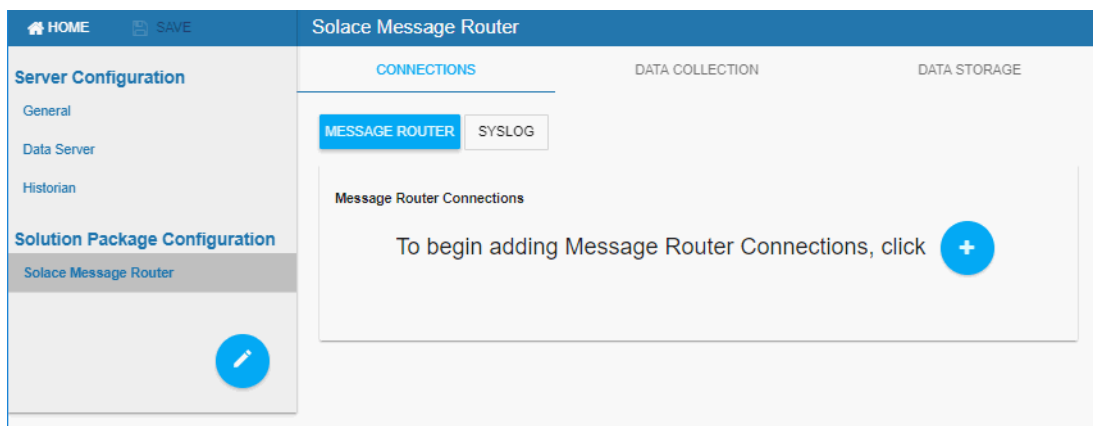 HOME SAVE
Solace Message Router
Server Configuration
General
Data Server
Historian
Solution Package Configuration
Solace Message Router
CONNECTIONS DATA COLLECTION DATA STORAGE
MESSAGE ROUTER SYSLOG
Message Router Connections
To begin adding Message Router Connections, click +